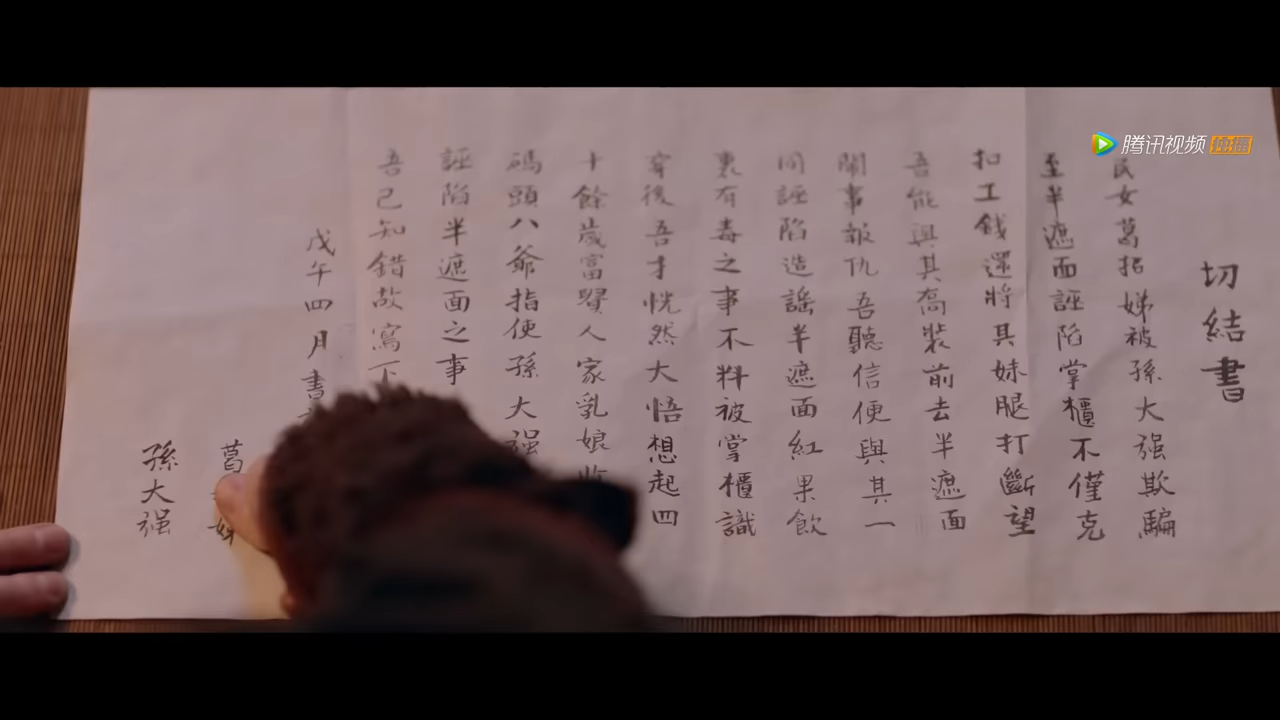 腾讯视频 独播
切結書
民女葛招娣被孫大强欺騙
至半遮面誣陷掌櫃不僅克
扣工錢還將其妹腿打斷望
吾能與其喬裝前去半遮面
鬧事報仇吾聽信便與其一
同誣陷造謠半遮面紅果飲
裏有毒之事不料被掌櫃識
穿後吾才恍然大悟想起四
十餘歲富貴人家乳娘
碼頭八爺指使孫大强
誣陷半遮面之事
吾已知錯故寫下
戊午四月書
葛
孫大强